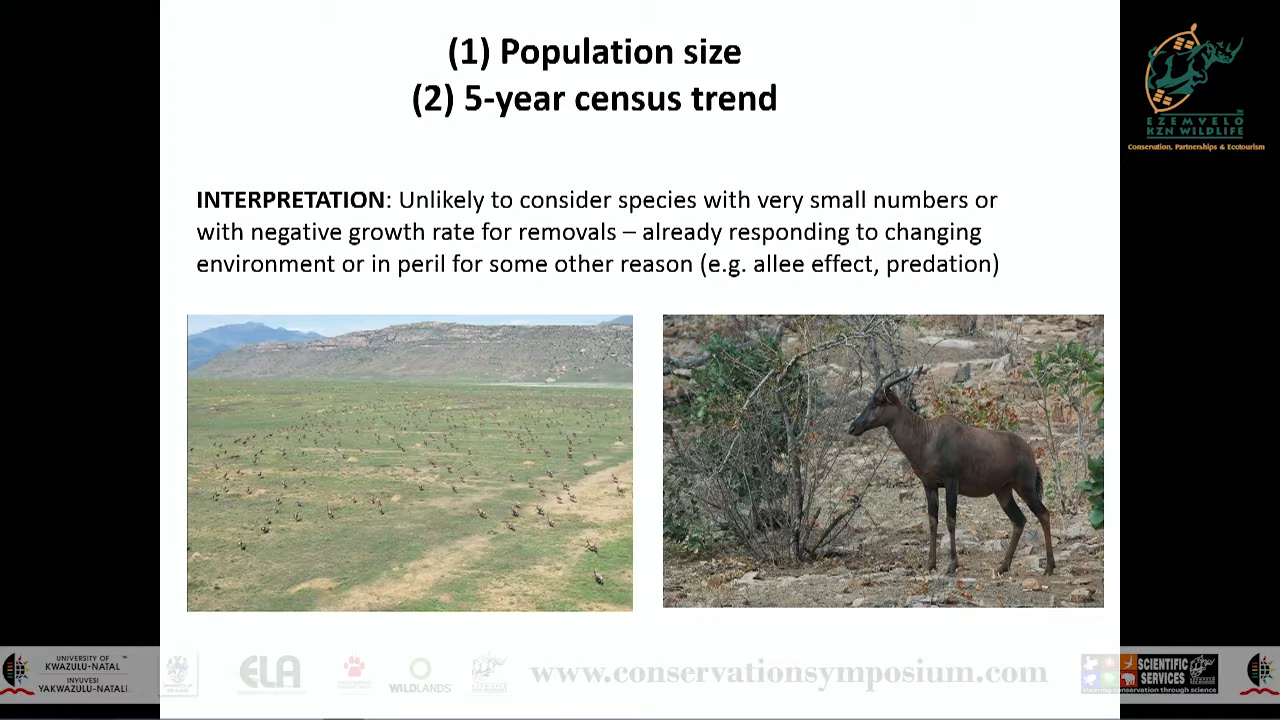 (1) Population size
(2) 5-year census trend
EZEMVELO
KZN WILDLIFE
Conservation, Partnerships & Ecotourism
INTERPRETATION: Unlikely to consider species with very small numbers or
with negative growth rate for removals – already responding to changing
environment or in peril for some other reason (e.g. allee effect, predation)
UNIVERSITY OF
KWAZULU-NATAL
INYUVESI
YAKWAZULU-NATALI
ELA
WILDLANDS
www.conservationsymposium.com
SCIENTIFIC
SERVICES
conservation through science